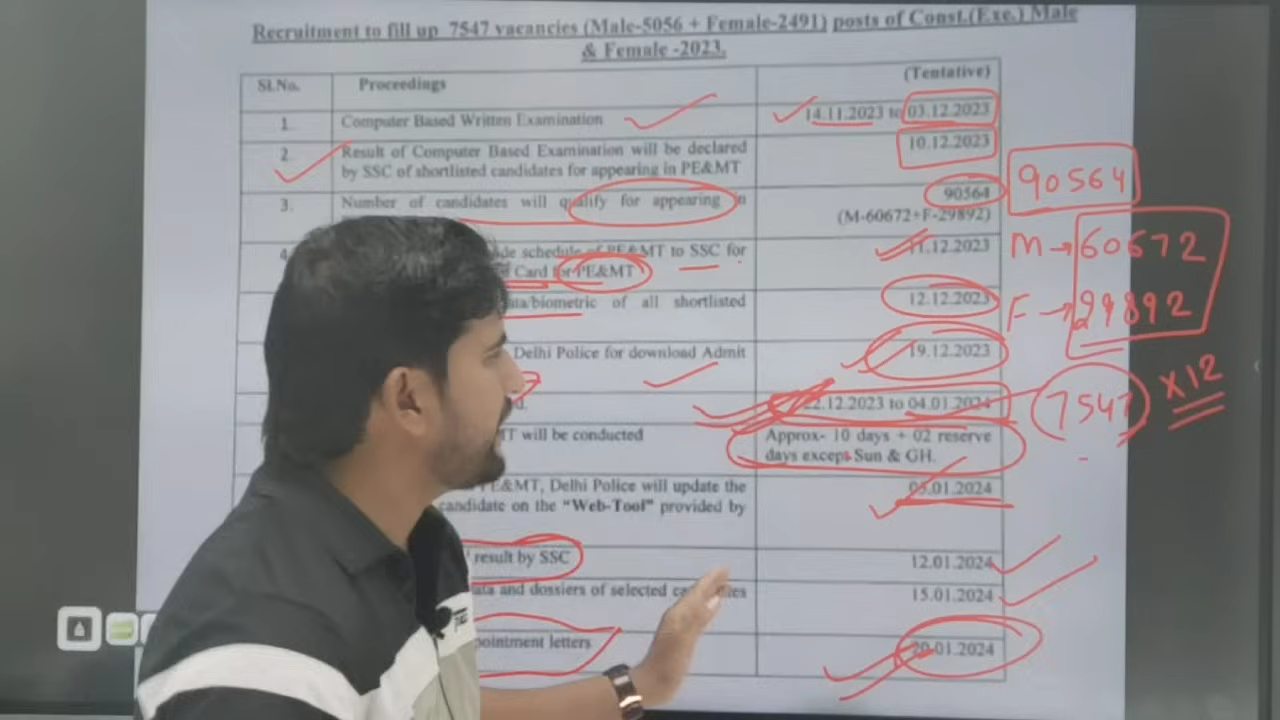 Recruitment to fill up 7547 vacancies (Male-5056 + Female-2491) posts of Const.(Exe.) Male
& Female -2023.
Sl.No. Proceedings (Tentative)
1. Computer Based Written Examination 14.11.2023 to 03.12.2023
2. Result of Computer Based Examination will be declared 10.12.2023
by SSC of shortlisted candidates for appearing in PE&MT
3. Number of candidates will qualify for appearing in 90564
(M-60672+F-29892)
90564
4. schedule of PE&MT to SSC for 11.12.2023
Card for PE&MT
M → 60672
ata/biometric of all shortlisted 12.12.2023
F → 29892
Delhi Police for download Admit 19.12.2023
d. 22.12.2023 to 04.01.2024
7547 x12
T will be conducted Approx- 10 days + 02 reserve
days except Sun & GH.
PE&MT, Delhi Police will update the 05.01.2024
candidate on the "Web-Tool" provided by
result by SSC 12.01.2024
ata and dossiers of selected 15.01.2024
pointment letters 20.01.2024